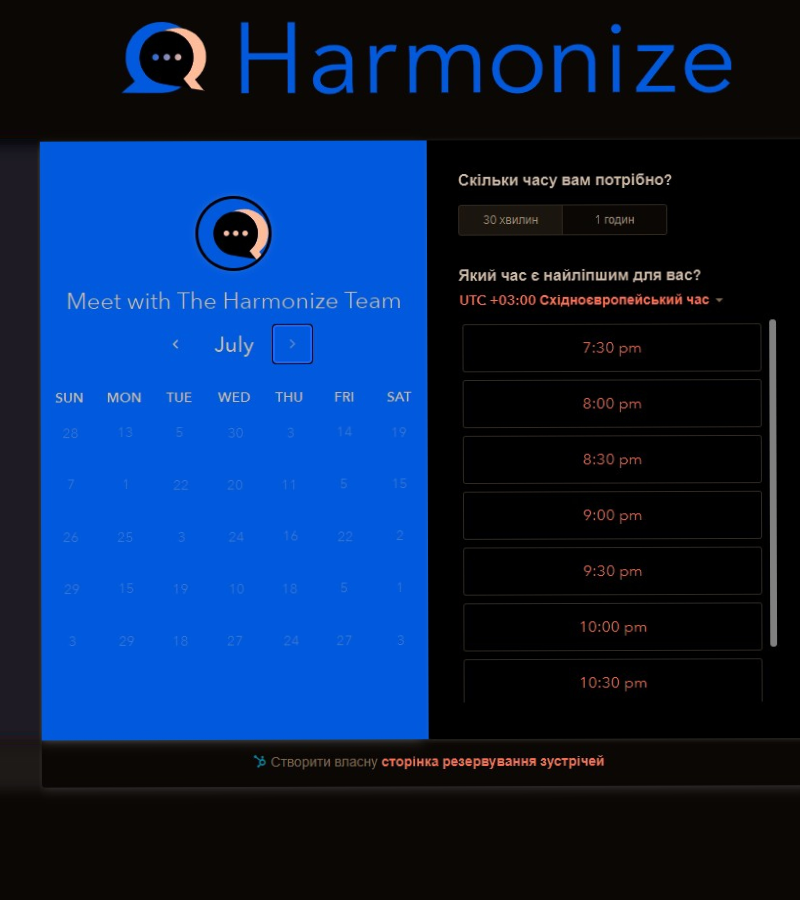 Harmonize
Meet with The Harmonize Team
July
SUN MON TUE WED THU FRI SAT
28 13 5 30 3 14 19
7 1 22 20 11 5 15
26 25 3 24 16 22 2
29 15 19 10 18 5 1
3 29 18 27 24 27 3
Скільки часу вам потрібно?
30 хвилин 1 годин
Який час є найліпшим для вас?
UTC +03:00 Східноєвропейський час
7:30 pm
8:00 pm
8:30 pm
9:00 pm
9:30 pm
10:00 pm
10:30 pm
Створити власну сторінка резервування зустрічей